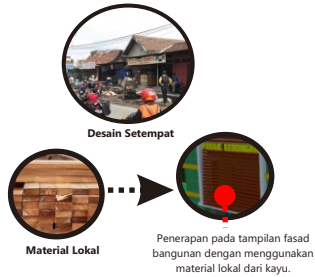 Desain Setempat
Material Lokal
Penerapan pada tampilan fasad
bangunan dengan menggunakan
material lokal dari kayu.